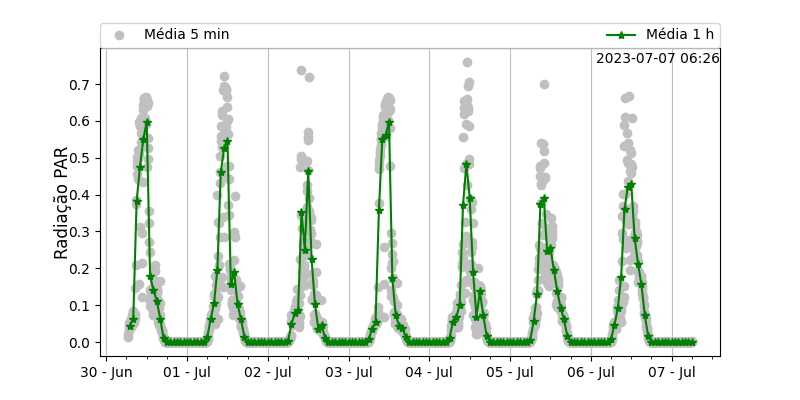 Média 5 min
Média 1 h
2023-07-07 06:26
Radiação PAR
0.7
0.6
0.5
0.4
0.3
0.2
0.1
0.0
30 - Jun
01 - Jul
02 - Jul
03 - Jul
04 - Jul
05 - Jul
06 - Jul
07 - Jul